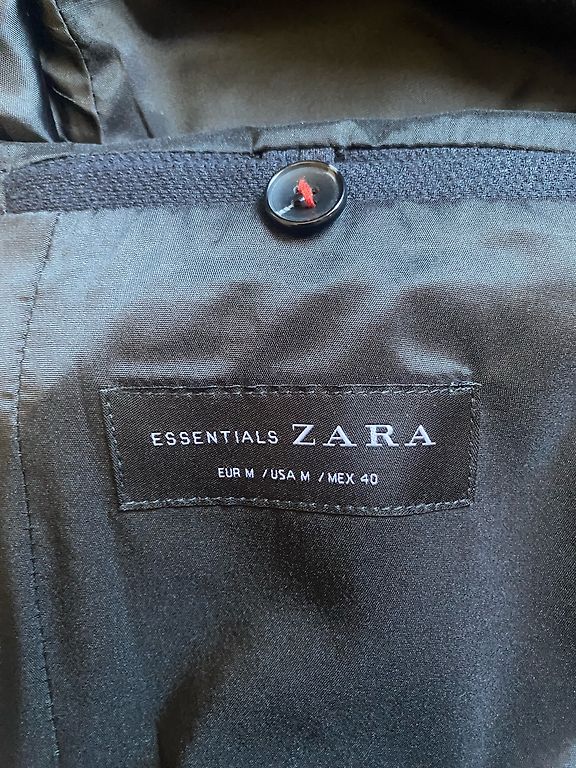 ESSENTIALS ZARA
EUR M / USA M / MEX 40